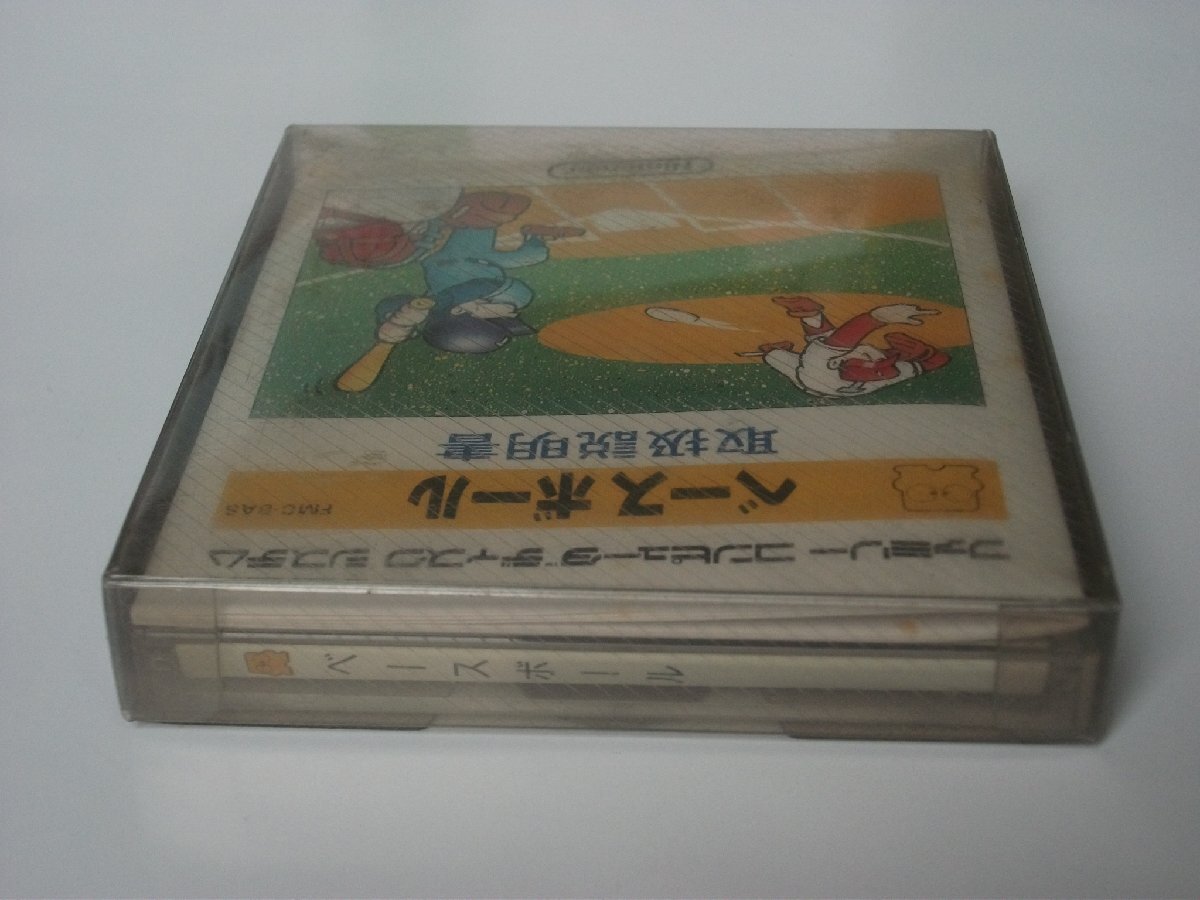 ファミリー コンピュータ ディスク システム
ベースボール
FMC-BAS
取扱説明書
Nintendo
ベースボール